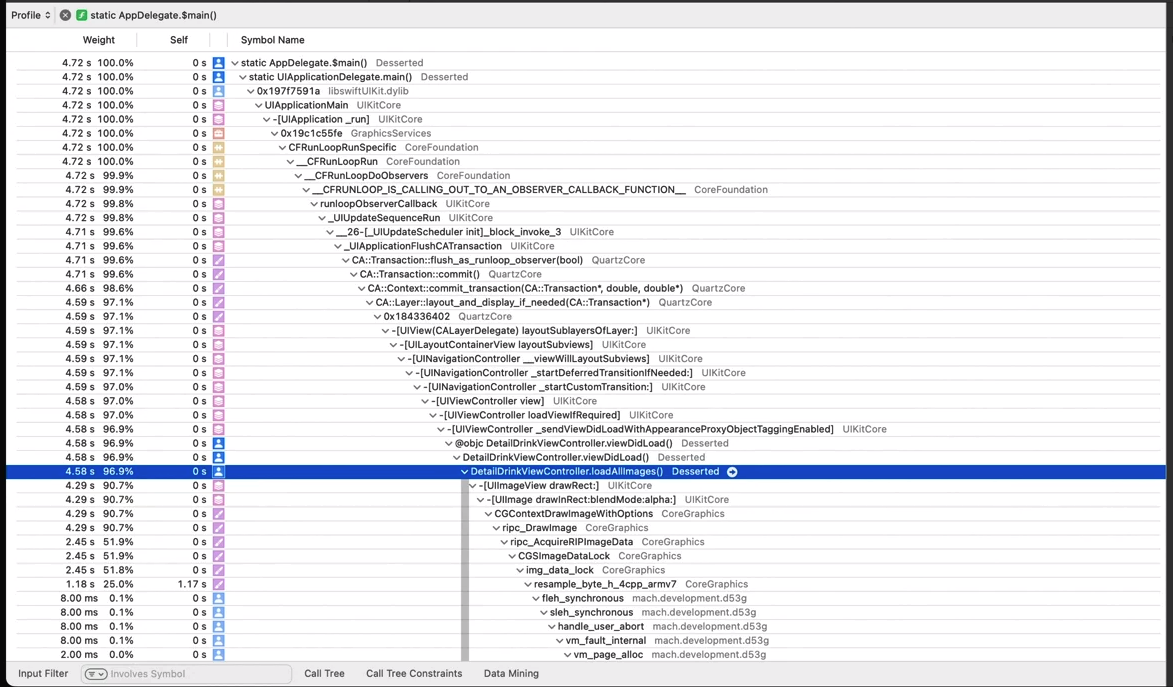 Profile static AppDelegate.$main()
Weight Self Symbol Name
4.72 s 100.0% 0 s static AppDelegate.$main() Desserted
4.72 s 100.0% 0 s static UIApplicationDelegate.main() Desserted
4.72 s 100.0% 0 s 0x197f7591a libswiftUIKit.dylib
4.72 s 100.0% 0 s UIApplicationMain UIKitCore
4.72 s 100.0% 0 s -[UIApplication _run] UIKitCore
4.72 s 100.0% 0 s 0x19c1c55fe GraphicsServices
4.72 s 100.0% 0 s CFRunLoopRunSpecific CoreFoundation
4.72 s 100.0% 0 s __CFRunLoopRun CoreFoundation
4.72 s 99.9% 0 s __CFRunLoopDoObservers CoreFoundation
4.72 s 99.9% 0 s __CFRUNLOOP_IS_CALLING_OUT_TO_AN_OBSERVER_CALLBACK_FUNCTION__ CoreFoundation
4.72 s 99.8% 0 s runloopObserverCallback UIKitCore
4.72 s 99.8% 0 s _UIUpdateSequenceRun UIKitCore
4.71 s 99.6% 0 s __26-[_UIUpdateScheduler init]_block_invoke_3 UIKitCore
4.71 s 99.6% 0 s _UIApplicationFlushCATransaction UIKitCore
4.71 s 99.6% 0 s CA::Transaction::flush_as_runloop_observer(bool) QuartzCore
4.71 s 99.6% 0 s CA::Transaction::commit() QuartzCore
4.66 s 98.6% 0 s CA::Context::commit_transaction(CA::Transaction*, double, double*) QuartzCore
4.59 s 97.1% 0 s CA::Layer::layout_and_display_if_needed(CA::Transaction*) QuartzCore
4.59 s 97.1% 0 s 0x184336402 QuartzCore
4.59 s 97.1% 0 s -[UIView(CALayerDelegate) layoutSublayersOfLayer:] UIKitCore
4.59 s 97.1% 0 s -[UILayoutContainerView layoutSubviews] UIKitCore
4.59 s 97.1% 0 s -[UINavigationController __viewWillLayoutSubviews] UIKitCore
4.59 s 97.1% 0 s -[UINavigationController _startDeferredTransitionIfNeeded:] UIKitCore
4.59 s 97.0% 0 s -[UINavigationController _startCustomTransition:] UIKitCore
4.58 s 97.0% 0 s -[UIViewController view] UIKitCore
4.58 s 97.0% 0 s -[UIViewController loadViewIfRequired] UIKitCore
4.58 s 96.9% 0 s -[UIViewController _sendViewDidLoadWithAppearanceProxyObjectTaggingEnabled] UIKitCore
4.58 s 96.9% 0 s @objc DetailDrinkViewController.viewDidLoad() Desserted
4.58 s 96.9% 0 s DetailDrinkViewController.viewDidLoad() Desserted
4.58 s 96.9% 0 s DetailDrinkViewController.loadAllImages() Desserted
4.29 s 90.7% 0 s -[UIImageView drawRect:] UIKitCore
4.29 s 90.7% 0 s -[UIImage drawInRect:blendMode:alpha:] UIKitCore
4.29 s 90.7% 0 s CGContextDrawImageWithOptions CoreGraphics
4.29 s 90.7% 0 s ripc_DrawImage CoreGraphics
2.45 s 51.9% 0 s ripc_AcquireRIPImageData CoreGraphics
2.45 s 51.9% 0 s CGSImageDataLock CoreGraphics
2.45 s 51.8% 0 s img_data_lock CoreGraphics
1.18 s 25.0% 1.17 s resample_byte_h_4cpp_armv7 CoreGraphics
8.00 ms 0.1% 0 s fleh_synchronous mach.development.d53g
8.00 ms 0.1% 0 s sleh_synchronous mach.development.d53g
8.00 ms 0.1% 0 s handle_user_abort mach.development.d53g
8.00 ms 0.1% 0 s vm_fault_internal mach.development.d53g
2.00 ms 0.0% 0 s vm_page_alloc mach.development.d53g
Input Filter Involves Symbol Call Tree Call Tree Constraints Data Mining